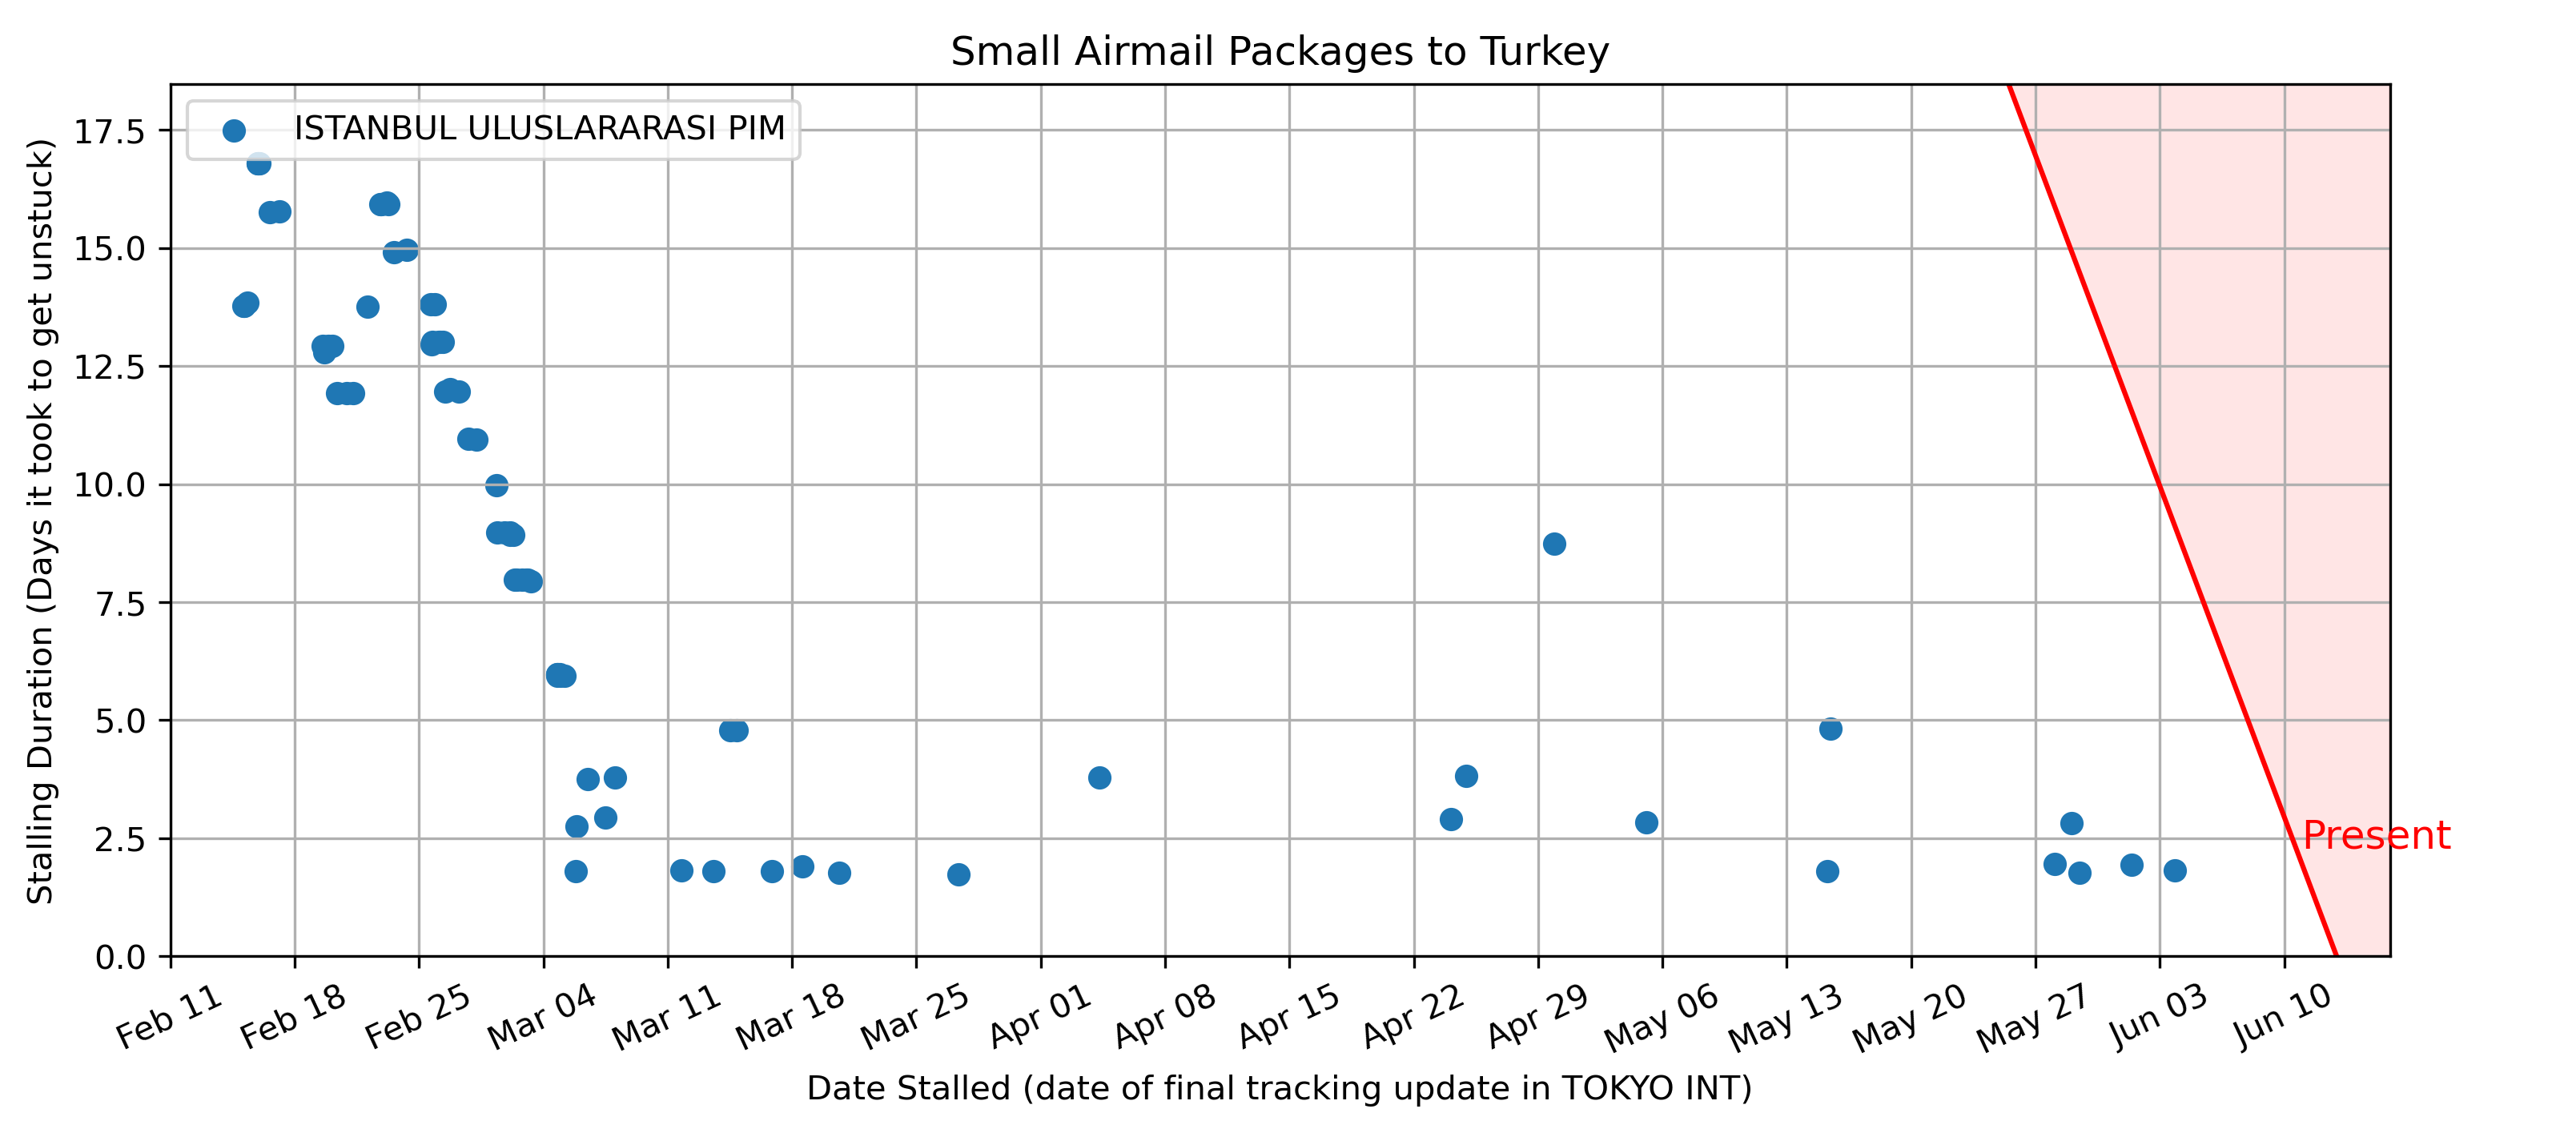 Small Airmail Packages to Turkey
ISTANBUL ULUSLARARASI PIM
Stalling Duration (Days it took to get unstuck)
17.5
15.0
12.5
10.0
7.5
5.0
2.5
0.0
Present
Feb 11
Feb 18
Feb 25
Mar 04
Mar 11
Mar 18
Mar 25
Apr 01
Apr 08
Apr 15
Apr 22
Apr 29
May 06
May 13
May 20
May 27
Jun 03
Jun 10
Date Stalled (date of final tracking update in TOKYO INT)